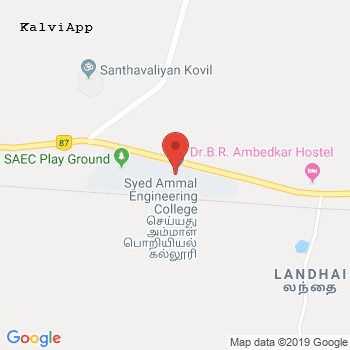 KalviApp
Santhavaliyan Kovil
87
Dr.B.R. Ambedkar Hostel
SAEC Play Ground
Syed Ammal
Engineering
College
செய்யது
அம்மாள்
பொறியியல்
கல்லூரி
LANDHAI
லந்தை
Google
Map data ©2019 Google